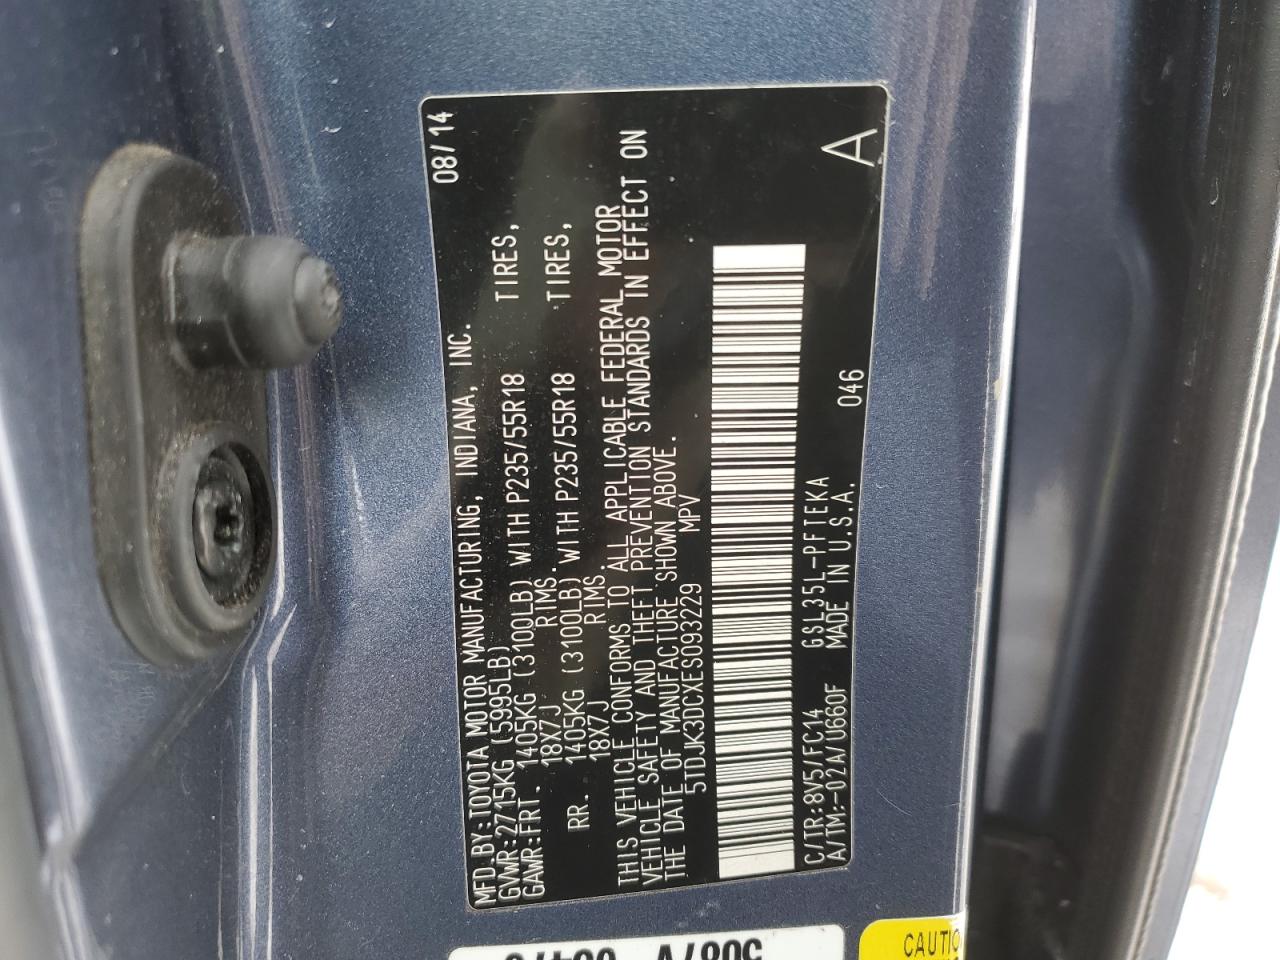 MFD.BY:TOYOTA MOTOR MANUFACTURING, INDIANA, INC. 08/14
GVWR:2715KG (5995LB)
GAWR:FRT. 1405KG (3100LB) WITH P235/55R18 TIRES,
18X7J RIMS.
RR. 1405KG (3100LB) WITH P235/55R18 TIRES,
18X7J RIMS.
THIS VEHICLE CONFORMS TO ALL APPLICABLE FEDERAL MOTOR
VEHICLE SAFETY AND THEFT PREVENTION STANDARDS IN EFFECT ON
THE DATE OF MANUFACTURE SHOWN ABOVE.
5TDJK3DCXES093229 MPV
C/TR:8V5/FC14 GSL35L-PFTEKA 046 A
A/TM:-02A/U660F MADE IN U.S.A.
CAUTIO